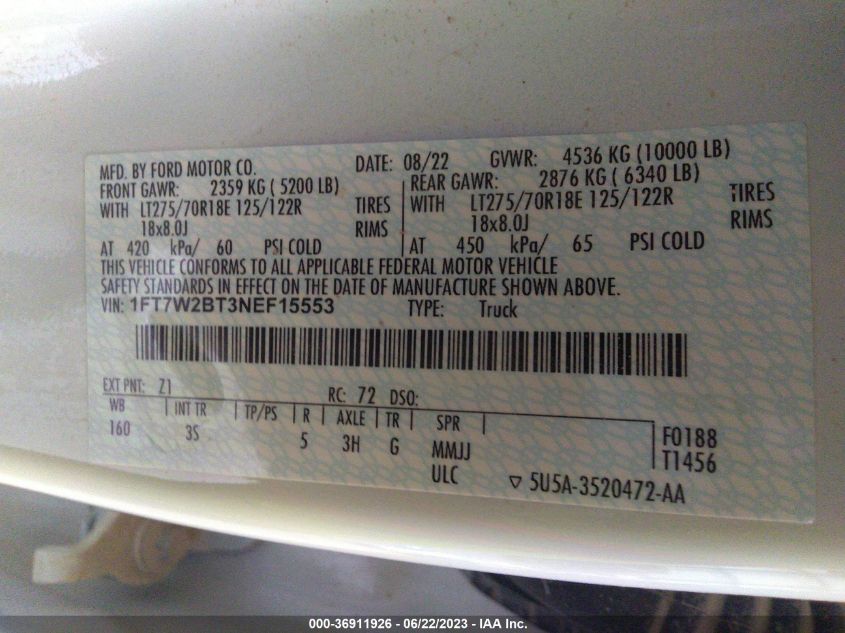 MFD. BY FORD MOTOR CO. DATE: 08/22 GVWR: 4536 KG (10000 LB)
FRONT GAWR: 2359 KG ( 5200 LB) REAR GAWR: 2876 KG ( 6340 LB)
WITH LT275/70R18E 125/122R TIRES WITH LT275/70R18E 125/122R TIRES
18x8.0J RIMS 18x8.0J RIMS
AT 420 kPa/ 60 PSI COLD AT 450 kPa/ 65 PSI COLD
THIS VEHICLE CONFORMS TO ALL APPLICABLE FEDERAL MOTOR VEHICLE
SAFETY STANDARDS IN EFFECT ON THE DATE OF MANUFACTURE SHOWN ABOVE.
VIN: 1FT7W2BT3NEF15553 TYPE: Truck
EXT PNT: Z1 RC: 72 DSO:
WB INT TR TP/PS R AXLE TR SPR
160 3S 5 3H G MMJJ F0188
ULC T1456
▽ 5U5A-3520472-AA
000-36911926 - 06/22/2023 - IAA Inc.